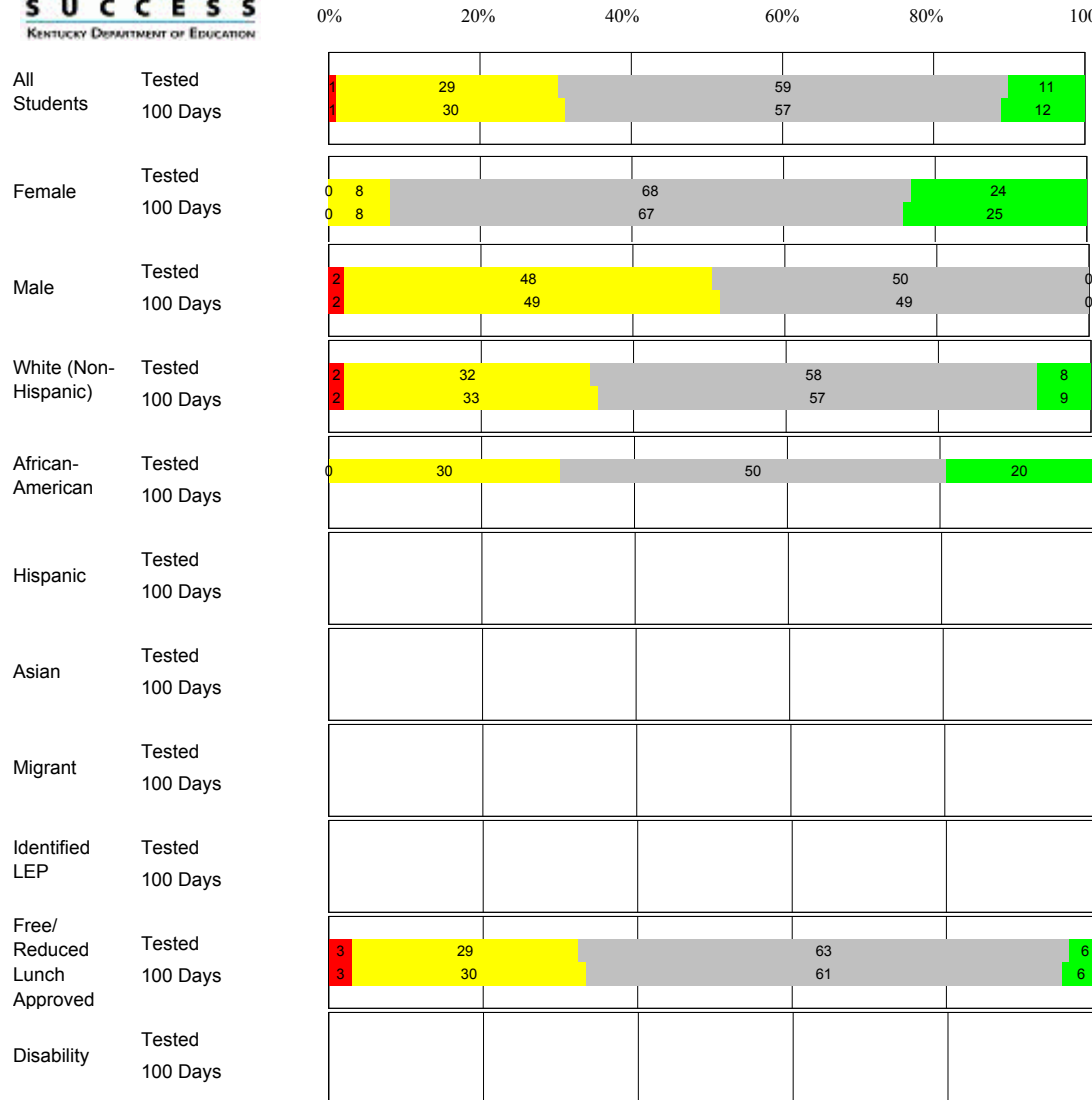 SUCCESS
KENTUCKY DEPARTMENT OF EDUCATION
0% 20% 40% 60% 80% 100
All Students
Tested 1 29 59 11
100 Days 1 30 57 12
Female
Tested 0 8 68 24
100 Days 0 8 67 25
Male
Tested 2 48 50 0
100 Days 2 49 49 0
White (Non-
Hispanic)
Tested 2 32 58 8
100 Days 2 33 57 9
African-
American
Tested 0 30 50 20
100 Days
Hispanic
Tested
100 Days
Asian
Tested
100 Days
Migrant
Tested
100 Days
Identified
LEP
Tested
100 Days
Free/
Reduced
Lunch
Approved
Tested 3 29 63 6
100 Days 3 30 61 6
Disability
Tested
100 Days